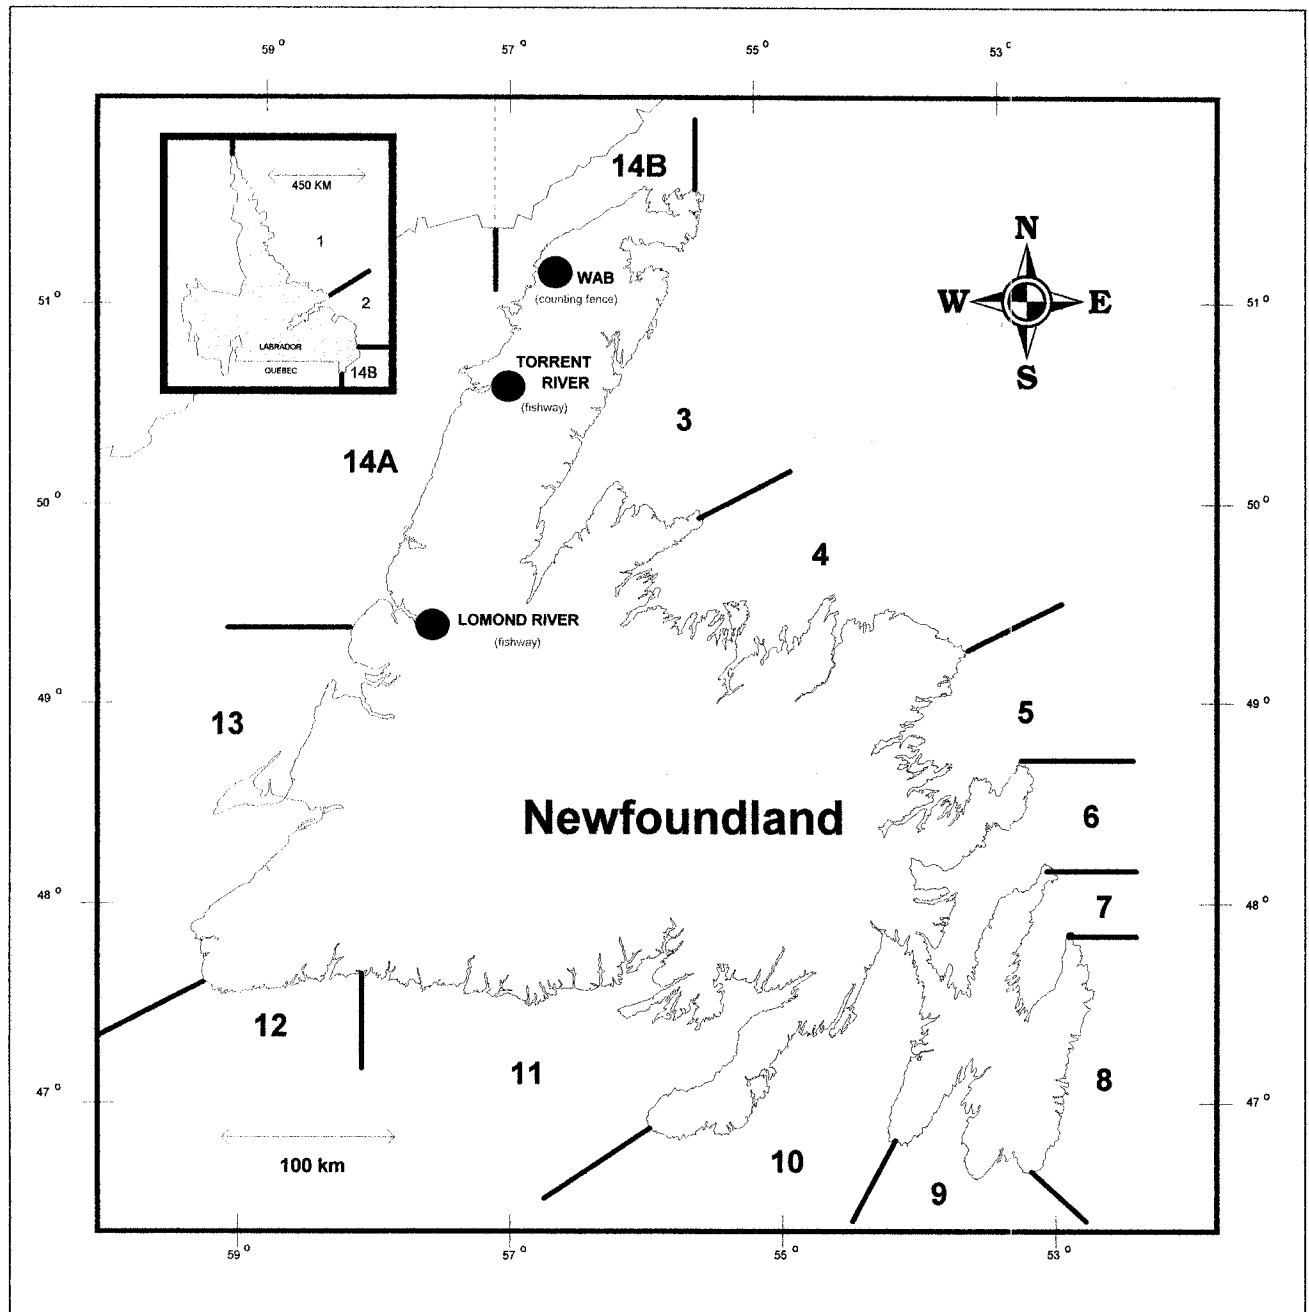 59 º 57 º 55 º 53 º
14B
450 KM
1
2
LABRADOR
QUEBEC
14B
N
W E
S
WAB
(counting fence)
51 º 51 º
TORRENT
RIVER
(fishway)
3
14A
50 º 50 º
4
LOMOND RIVER
(fishway)
49 º 49 º
13
5
Newfoundland
6
48 º 48 º
7
12
11
8
47 º 47 º
100 km
10
9
59 º 57 º 55 º 53 º